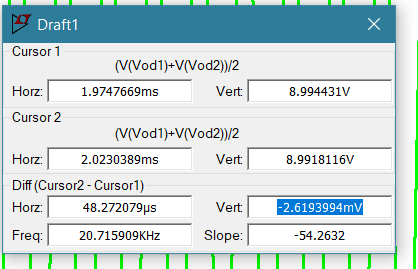 Draft1
Cursor 1
(V(Vod1)+V(Vod2))/2
Horz: 1.9747669ms Vert: 8.994431V
Cursor 2
(V(Vod1)+V(Vod2))/2
Horz: 2.0230389ms Vert: 8.9918116V
Diff (Cursor2 - Cursor1)
Horz: 48.272079µs Vert: -2.6193994mV
Freq: 20.715909KHz Slope: -54.2632